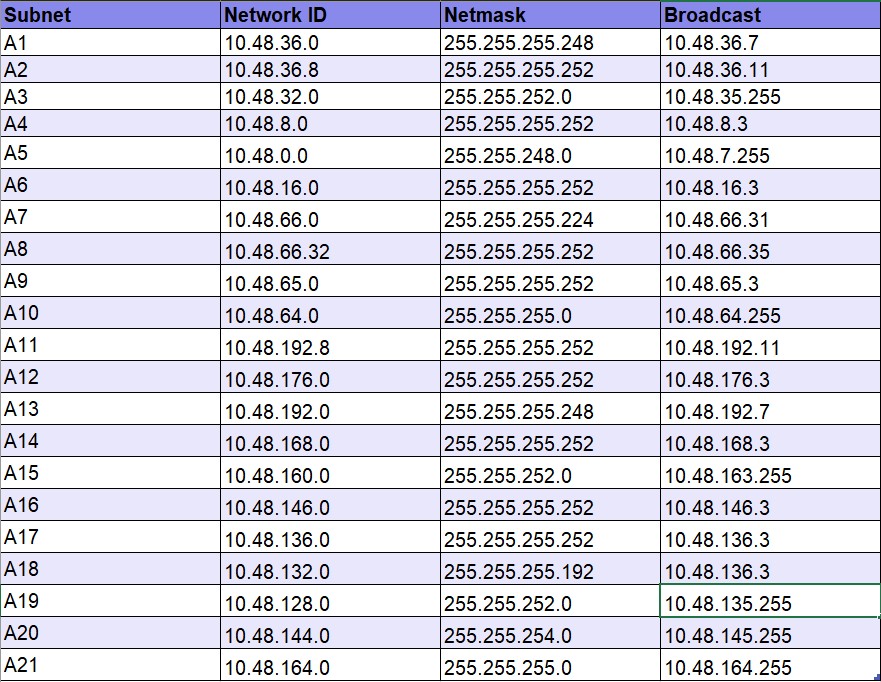 Subnet Network ID Netmask Broadcast
A1 10.48.36.0 255.255.255.248 10.48.36.7
A2 10.48.36.8 255.255.255.252 10.48.36.11
A3 10.48.32.0 255.255.252.0 10.48.35.255
A4 10.48.8.0 255.255.255.252 10.48.8.3
A5 10.48.0.0 255.255.248.0 10.48.7.255
A6 10.48.16.0 255.255.255.252 10.48.16.3
A7 10.48.66.0 255.255.255.224 10.48.66.31
A8 10.48.66.32 255.255.255.252 10.48.66.35
A9 10.48.65.0 255.255.255.252 10.48.65.3
A10 10.48.64.0 255.255.255.0 10.48.64.255
A11 10.48.192.8 255.255.255.252 10.48.192.11
A12 10.48.176.0 255.255.255.252 10.48.176.3
A13 10.48.192.0 255.255.255.248 10.48.192.7
A14 10.48.168.0 255.255.255.252 10.48.168.3
A15 10.48.160.0 255.255.252.0 10.48.163.255
A16 10.48.146.0 255.255.255.252 10.48.146.3
A17 10.48.136.0 255.255.255.252 10.48.136.3
A18 10.48.132.0 255.255.255.192 10.48.136.3
A19 10.48.128.0 255.255.252.0 10.48.135.255
A20 10.48.144.0 255.255.254.0 10.48.145.255
A21 10.48.164.0 255.255.255.0 10.48.164.255